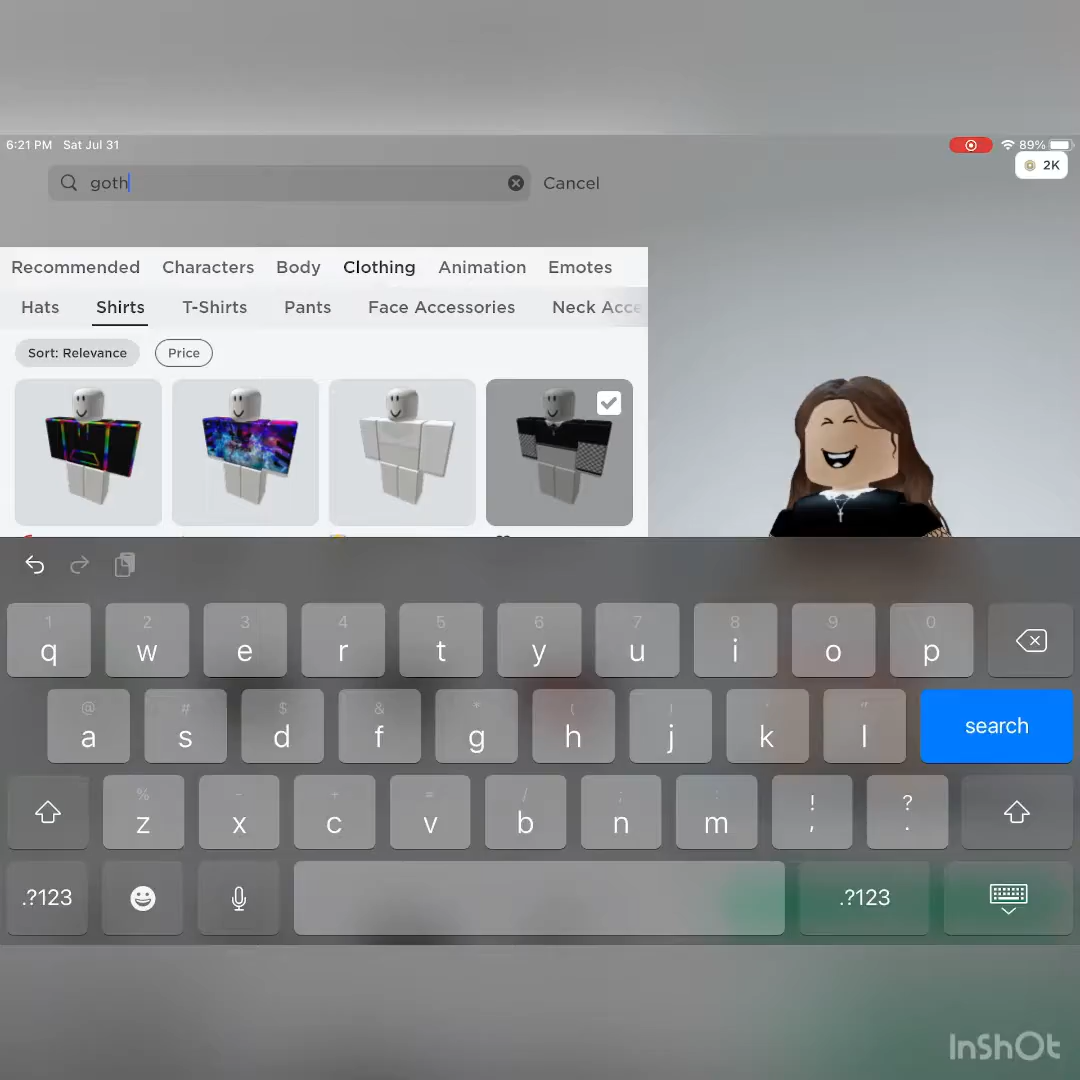 6:21 PM Sat Jul 31
89%
2K
goth
Cancel
Recommended Characters Body Clothing Animation Emotes
Hats Shirts T-Shirts Pants Face Accessories Neck Acce
Sort: Relevance Price
1 2 3 4 5 6 7 8 9 0
q w e r t y u i o p
@ # $ & * ( ) ' "
a s d f g h j k l search
% - + = / ; : ! ?
z x c v b n m , .
.?123 .?123
InShOt